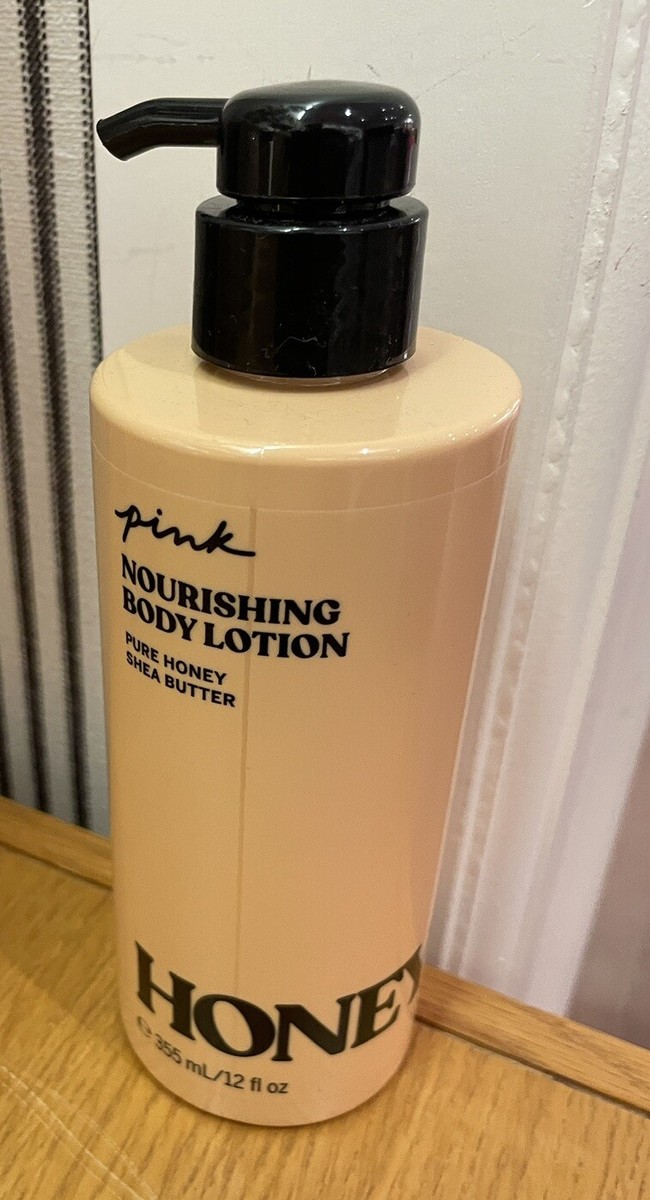 pink
NOURISHING
BODY LOTION
PURE HONEY
SHEA BUTTER
HONEY
℮ 355 mL/12 fl oz